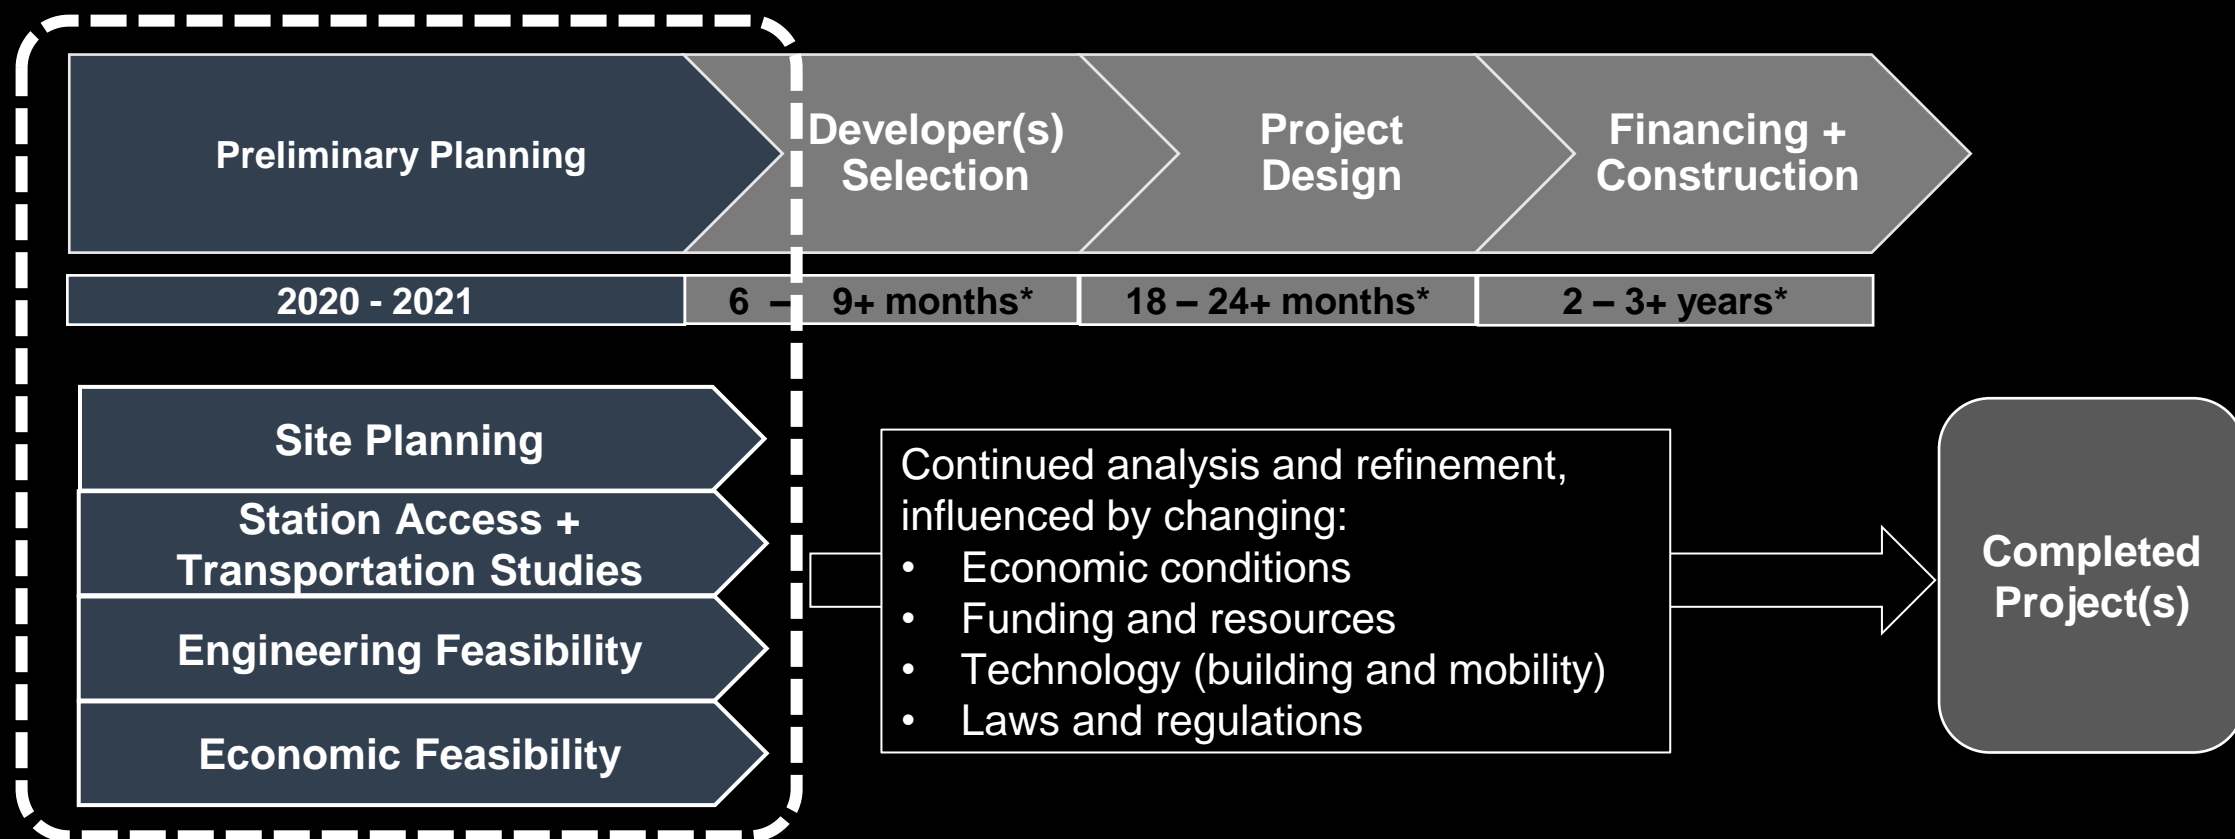 Preliminary Planning
Developer(s)
Selection
Project
Design
Financing +
Construction
2020 - 2021
6 – 9+ months*
18 – 24+ months*
2 – 3+ years*
Site Planning
Station Access +
Transportation Studies
Engineering Feasibility
Economic Feasibility
Continued analysis and refinement,
influenced by changing:
• Economic conditions
• Funding and resources
• Technology (building and mobility)
• Laws and regulations
Completed
Project(s)